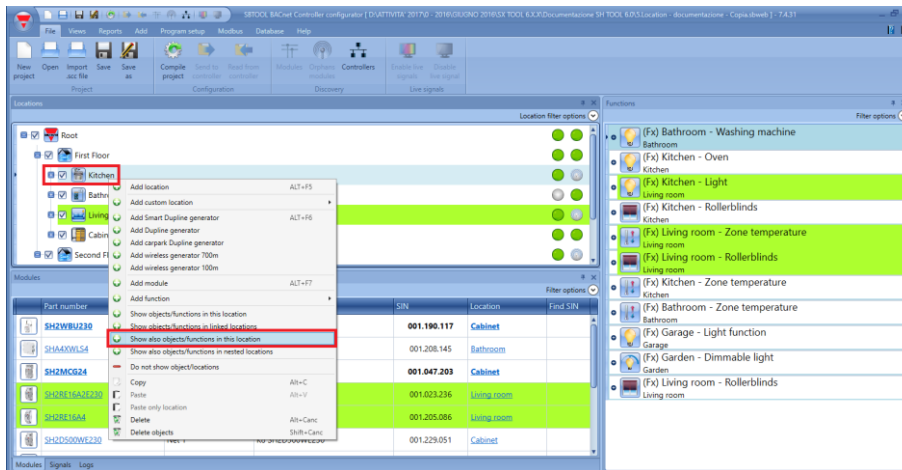 SBTOOL BACnet Controller configurator [ D:\ATTIVITA' 2017\0 - 2016\
- documentazione - Copia.sbweb ] - 7.4.31
File Views Reports Add Program setup Modbus Database Help
New project
Open
Import .scc file
Save
Save as
Compile project
Send to controller
Read from controller
Modules
Orphans modules
Controllers
Enable live signals
Disable live signal
Project Configuration Discovery Live signals
Locations
Location filter options
Root
First Floor
Kitchen
Bathr
Living
Cabin
Second Fl
Add location ALT+F5
Add custom location
Add Smart Dupline generator ALT+F6
Add Dupline generator
Add carpark Dupline generator
Add wireless generator 700m
Add wireless generator 100m
Add module ALT+F7
Add function
Show objects/functions in this location
Show objects/functions in linked locations
Show also objects/functions in this location
Show also objects/functions in nested locations
Do not show object/locations
Copy Alt+C
Paste Alt+V
Paste only location
Delete Alt+Canc
Delete objects Shift+Canc
Modules
Filter options
Part number SIN Location Find SIN
SH2WBU230 001.190.117 Cabinet
SHA4XWLS4 001.208.145 Bathroom
SH2MCG24 001.047.203 Cabinet
SH2RE16A2E230 001.023.236 Living room
SH2RE16A4 001.205.086 Living room
SH2D500WE230 Net 1 001.229.051 Cabinet
Modules Signals Logs
Functions
Filter options
(Fx) Bathroom - Washing machine
Bathroom
(Fx) Kitchen - Oven
Kitchen
(Fx) Kitchen - Light
Living room
(Fx) Kitchen - Rollerblinds
Kitchen
(Fx) Living room - Zone temperature
Living room
(Fx) Living room - Rollerblinds
Living room
(Fx) Kitchen - Zone temperature
Kitchen
(Fx) Bathroom - Zone temperature
Bathroom
(Fx) Garage - Light function
Garage
(Fx) Garden - Dimmable light
Garden
(Fx) Living room - Rollerblinds
Living room